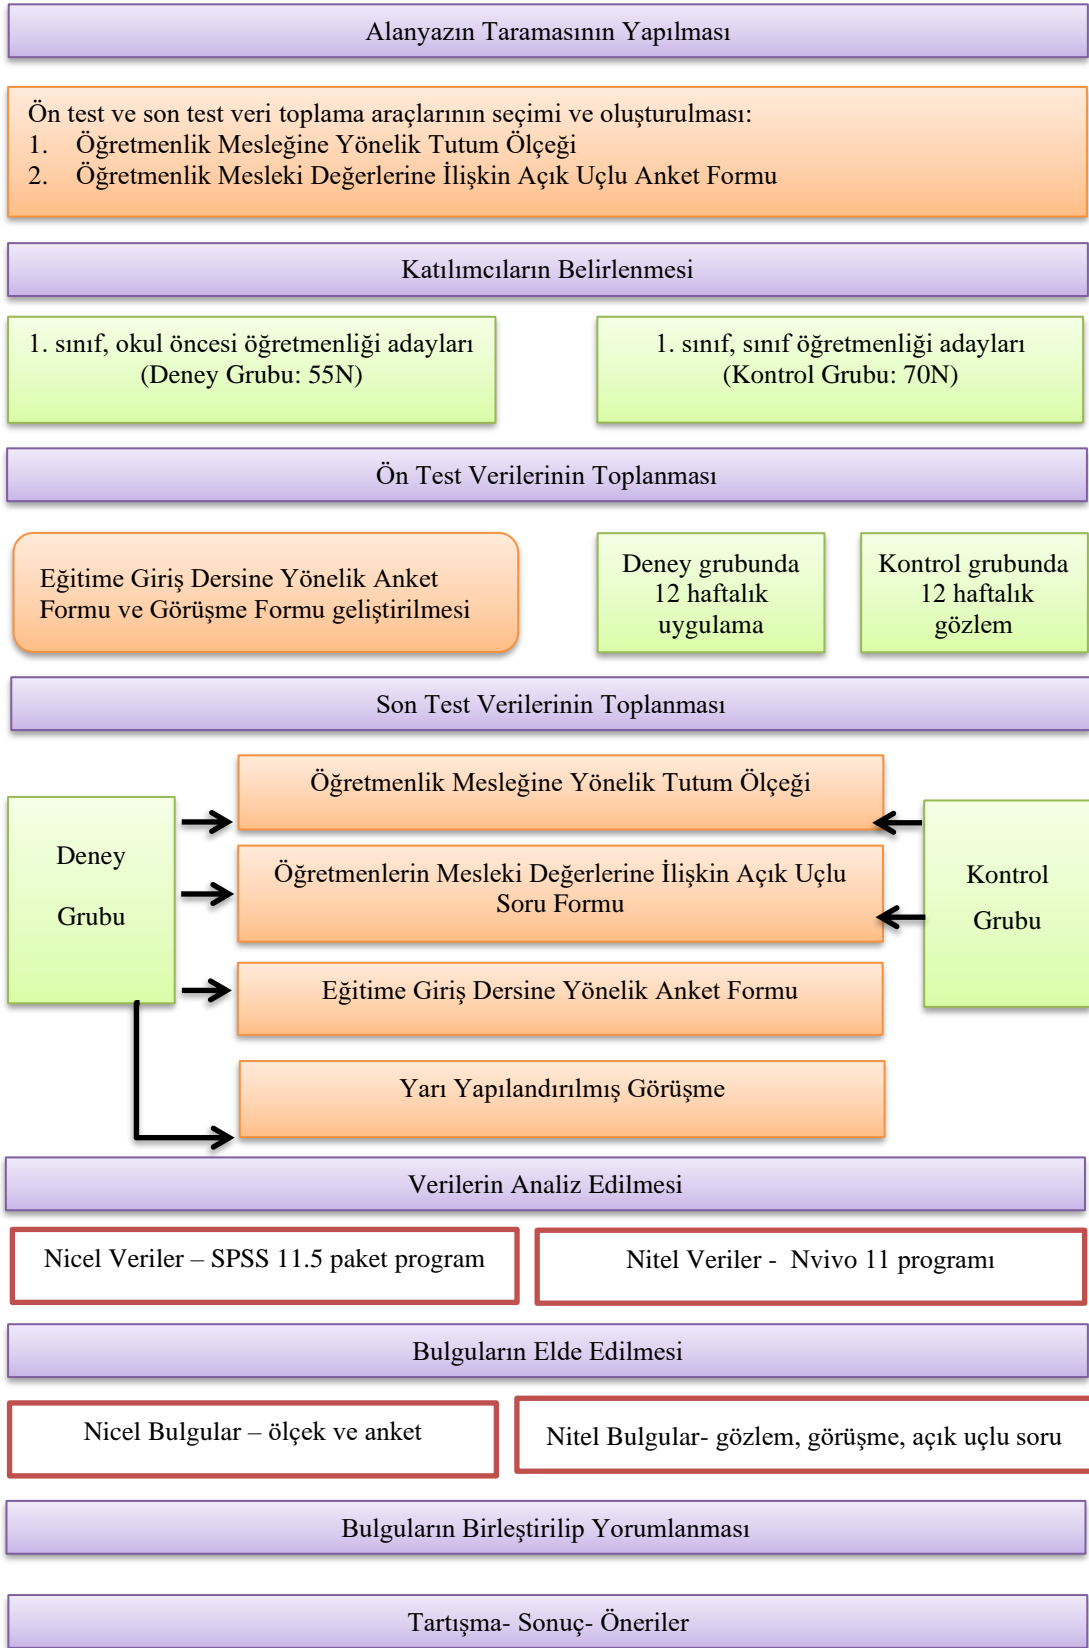 Alanyazın Taramasının Yapılması
Ön test ve son test veri toplama araçlarının seçimi ve oluşturulması:
1. Öğretmenlik Mesleğine Yönelik Tutum Ölçeği
2. Öğretmenlik Mesleki Değerlerine İlişkin Açık Uçlu Anket Formu
Katılımcıların Belirlenmesi
1. sınıf, okul öncesi öğretmenliği adayları
(Deney Grubu: 55N)
1. sınıf, sınıf öğretmenliği adayları
(Kontrol Grubu: 70N)
Ön Test Verilerinin Toplanması
Eğitime Giriş Dersine Yönelik Anket
Formu ve Görüşme Formu geliştirilmesi
Deney grubunda
12 haftalık
uygulama
Kontrol grubunda
12 haftalık
gözlem
Son Test Verilerinin Toplanması
Deney
Grubu
Öğretmenlik Mesleğine Yönelik Tutum Ölçeği
Öğretmenlerin Mesleki Değerlerine İlişkin Açık Uçlu
Soru Formu
Eğitime Giriş Dersine Yönelik Anket Formu
Yarı Yapılandırılmış Görüşme
Kontrol
Grubu
Verilerin Analiz Edilmesi
Nicel Veriler – SPSS 11.5 paket program
Nitel Veriler - Nvivo 11 programı
Bulguların Elde Edilmesi
Nicel Bulgular – ölçek ve anket
Nitel Bulgular- gözlem, görüşme, açık uçlu soru
Bulguların Birleştirilip Yorumlanması
Tartışma- Sonuç- Öneriler